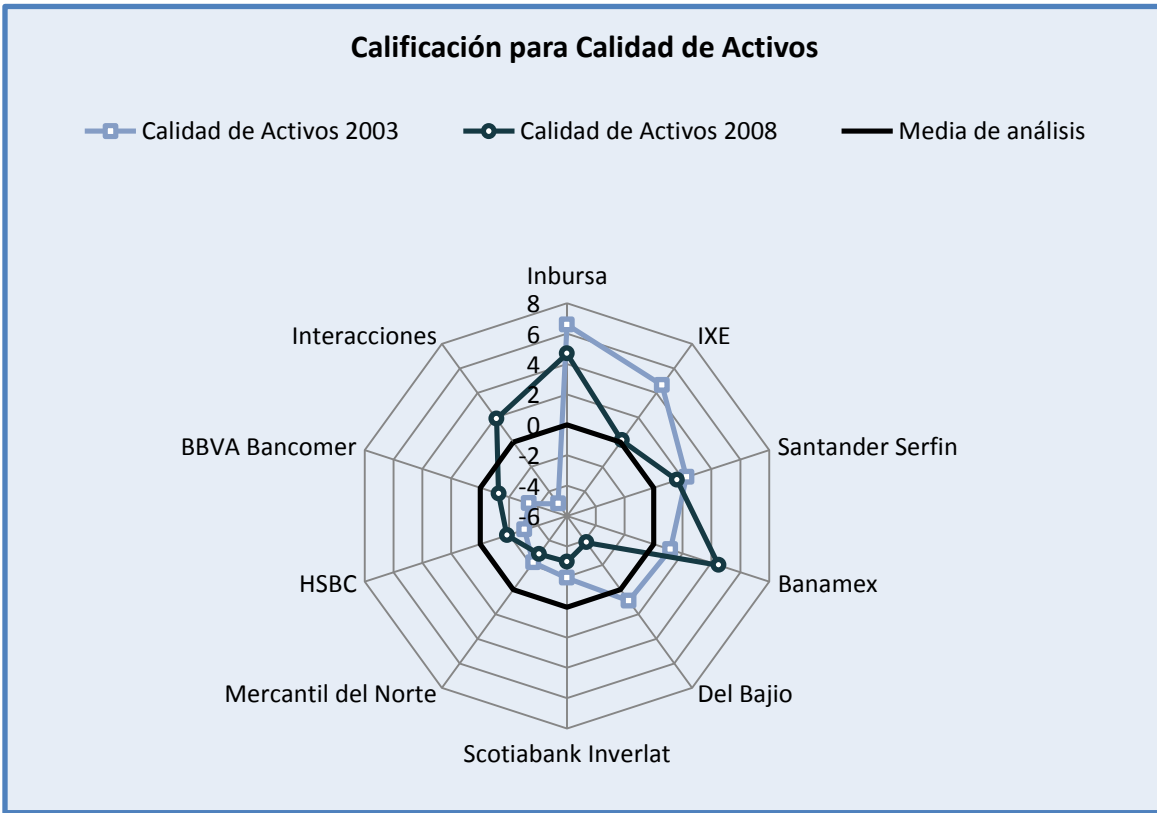 Calificación para Calidad de Activos
Calidad de Activos 2003
Calidad de Activos 2008
Media de análisis
Inbursa
IXE
Santander Serfin
Banamex
Del Bajio
Scotiabank Inverlat
Mercantil del Norte
HSBC
BBVA Bancomer
Interacciones
8
6
4
2
0
-2
-4
-6